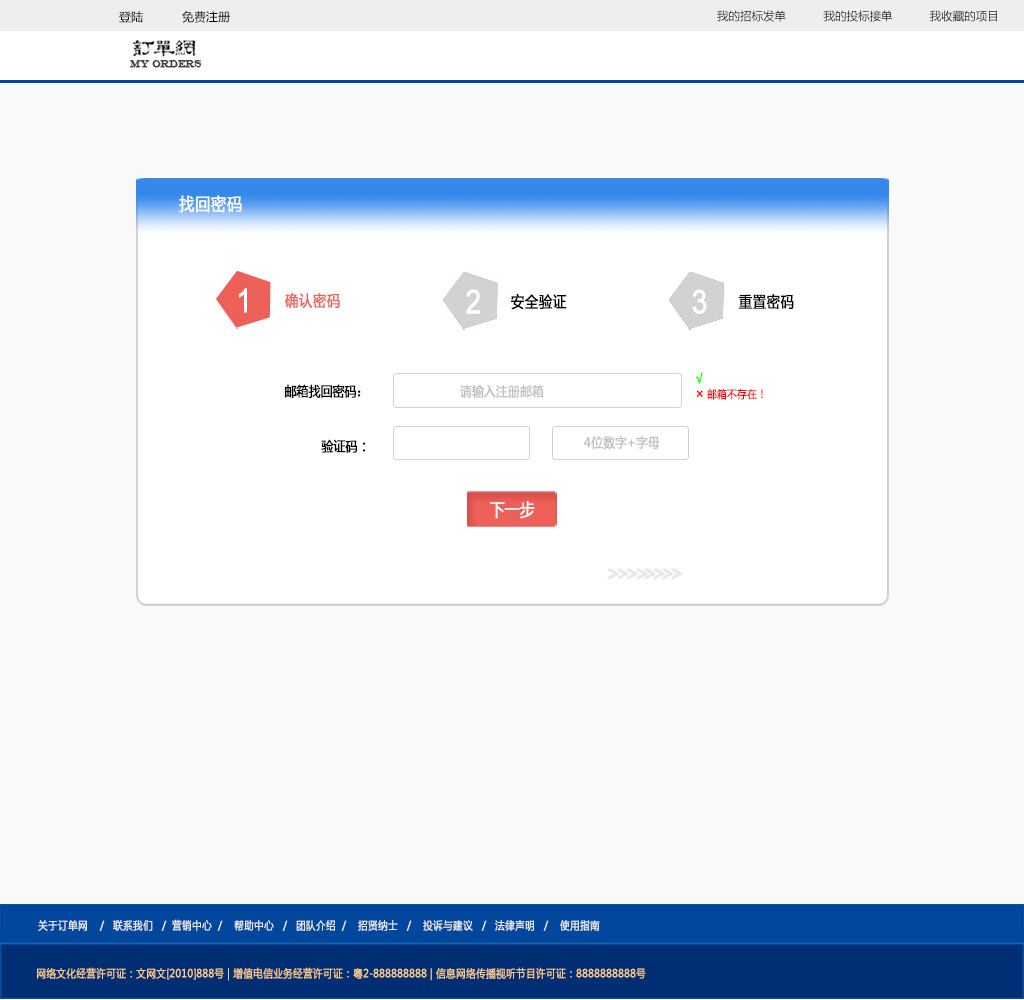 登陆 免费注册 我的招标发单 我的投标接单 我收藏的项目
訂單網
MY ORDERS
找回密码
1 确认密码 2 安全验证 3 重置密码
√
邮箱找回密码: 请输入注册邮箱 × 邮箱不存在！
验证码： 4位数字+字母
下一步
>>>>>>>>
关于订单网 / 联系我们 / 营销中心 / 帮助中心 / 团队介绍 / 招贤纳士 / 投诉与建议 / 法律声明 / 使用指南
网络文化经营许可证：文网文[2010]888号 | 增值电信业务经营许可证：粤2-888888888 | 信息网络传播视听节目许可证：8888888888号